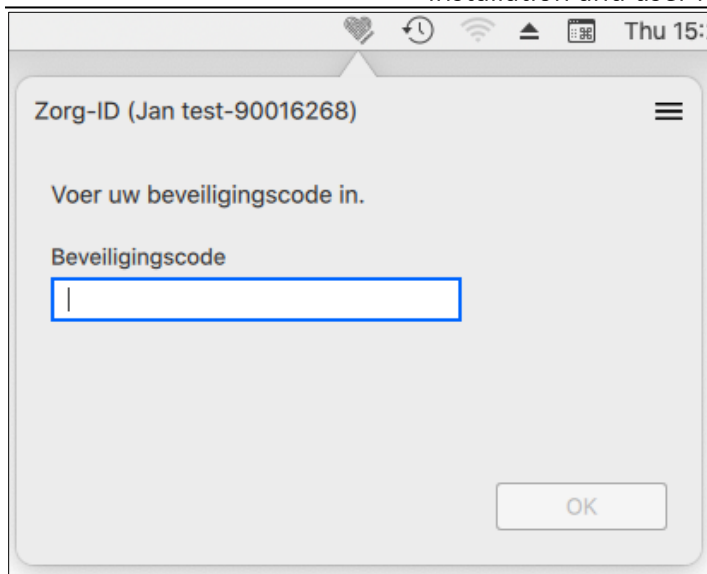 Thu 15:
Zorg-ID (Jan test-90016268)
Voer uw beveiligingscode in.
Beveiligingscode
OK